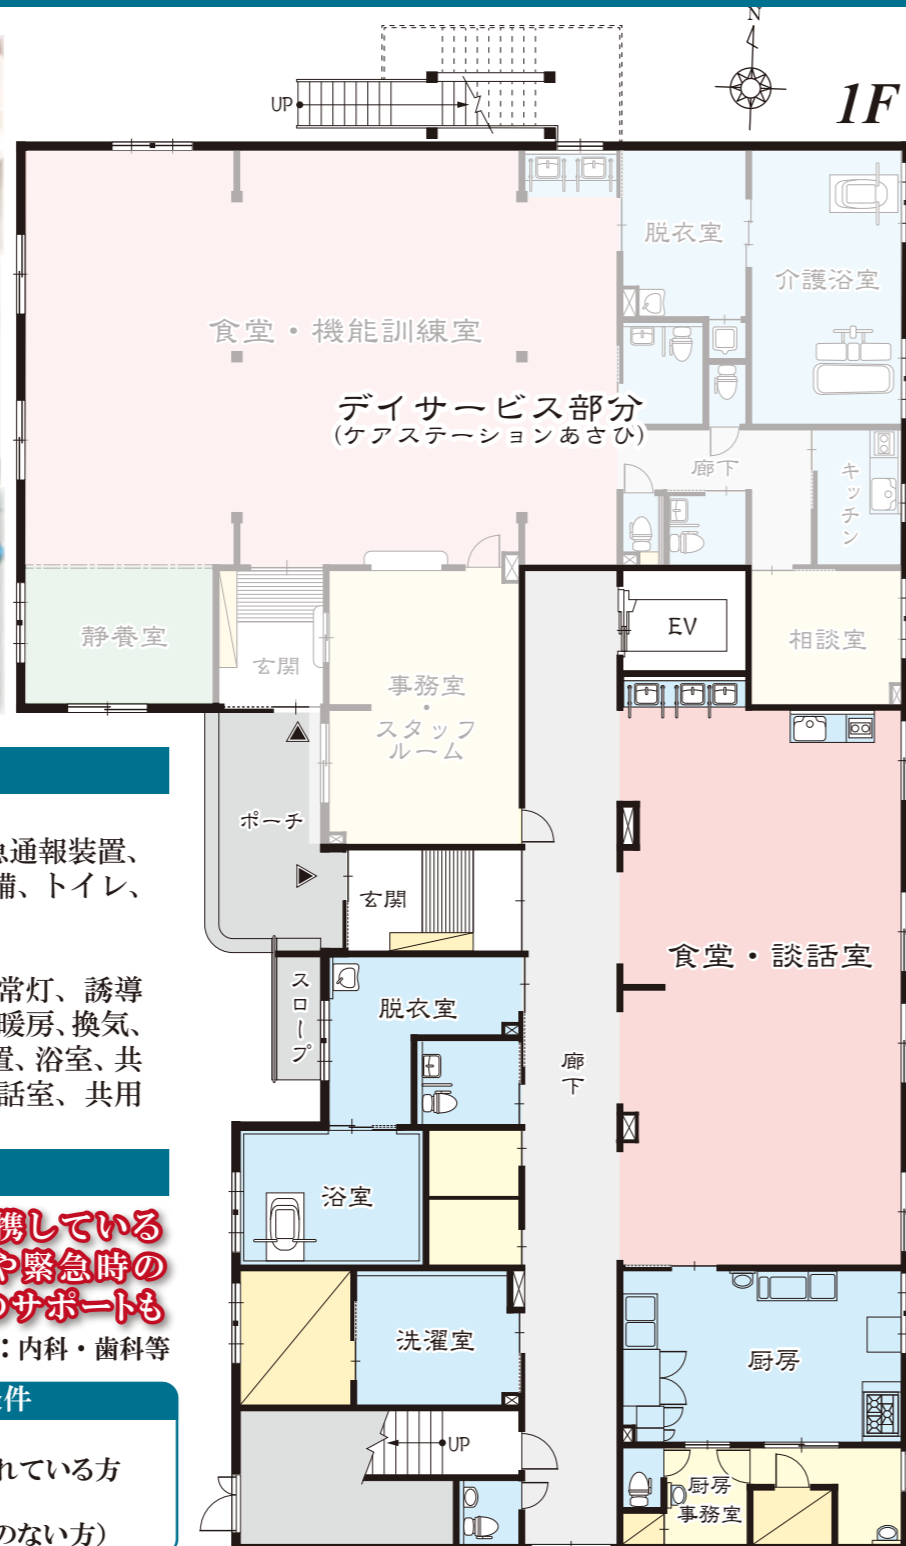 N
1F
UP
脱衣室
介護浴室
食堂・機能訓練室
デイサービス部分
(ケアステーションあさひ)
廊下
キッチン
静養室
玄関
事務室
・
スタッフ
ルーム
EV
相談室
ポーチ
玄関
食堂・談話室
スロープ
脱衣室
廊下
浴室
洗濯室
厨房
UP
厨房
事務室
急通報装置、
備、トイレ、
常灯、誘導
暖房、換気、
置、浴室、共
話室、共用
携している
や緊急時の
のサポートも
：内科・歯科等
件
れている方
のない方）